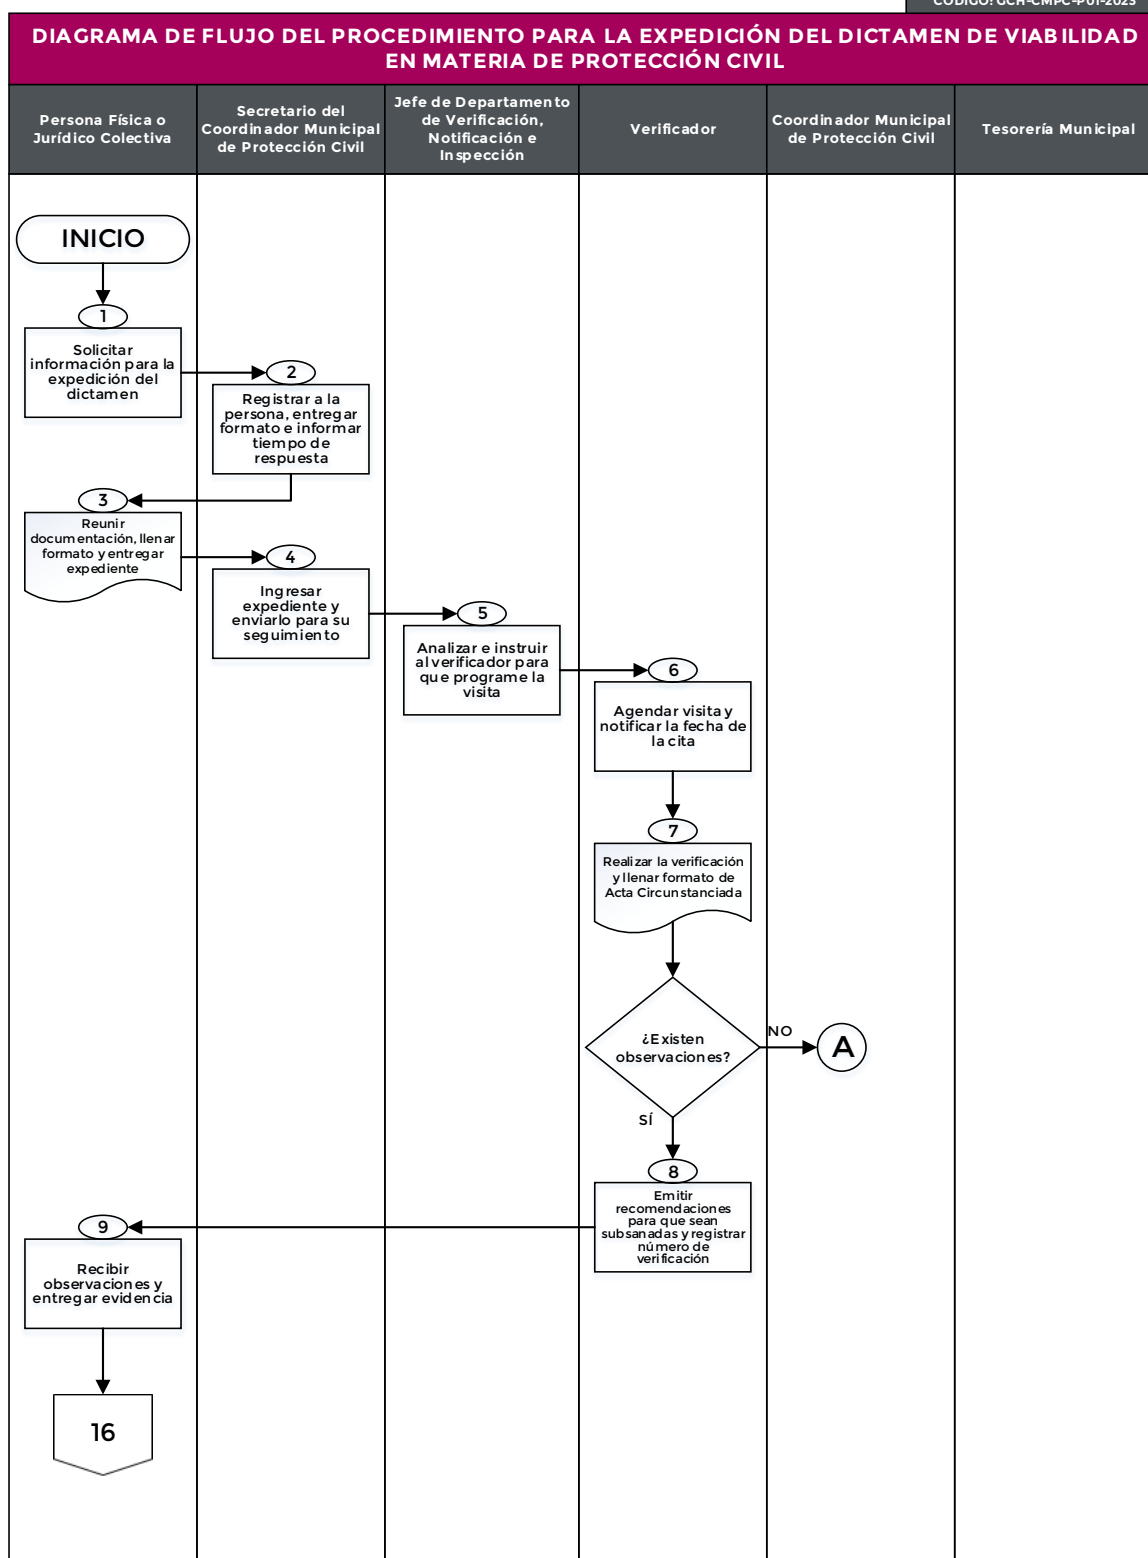 CÓDIGO: GCH-CMPC-P01-2023
DIAGRAMA DE FLUJO DEL PROCEDIMIENTO PARA LA EXPEDICIÓN DEL DICTAMEN DE VIABILIDAD
EN MATERIA DE PROTECCIÓN CIVIL
Persona Física o
Jurídico Colectiva
Secretario del
Coordinador Municipal
de Protección Civil
Jefe de Departamento
de Verificación,
Notificación e
Inspección
Verificador
Coordinador Municipal
de Protección Civil
Tesorería Municipal
INICIO
1
Solicitar
información para la
expedición del
dictamen
2
Registrar a la
persona, entregar
formato e informar
tiempo de
respuesta
3
Reunir
documentación, llenar
formato y entregar
expediente
4
Ingresar
expediente y
enviarlo para su
seguimiento
5
Analizar e instruir
al verificador para
que programe la
visita
6
Agendar visita y
notificar la fecha de
la cita
7
Realizar la verificación
y llenar formato de
Acta Circunstanciada
¿Existen
observaciones?
NO
A
SÍ
8
Emitir
recomendaciones
para que sean
subsanadas y registrar
número de
verificación
9
Recibir
observaciones y
entregar evidencia
16